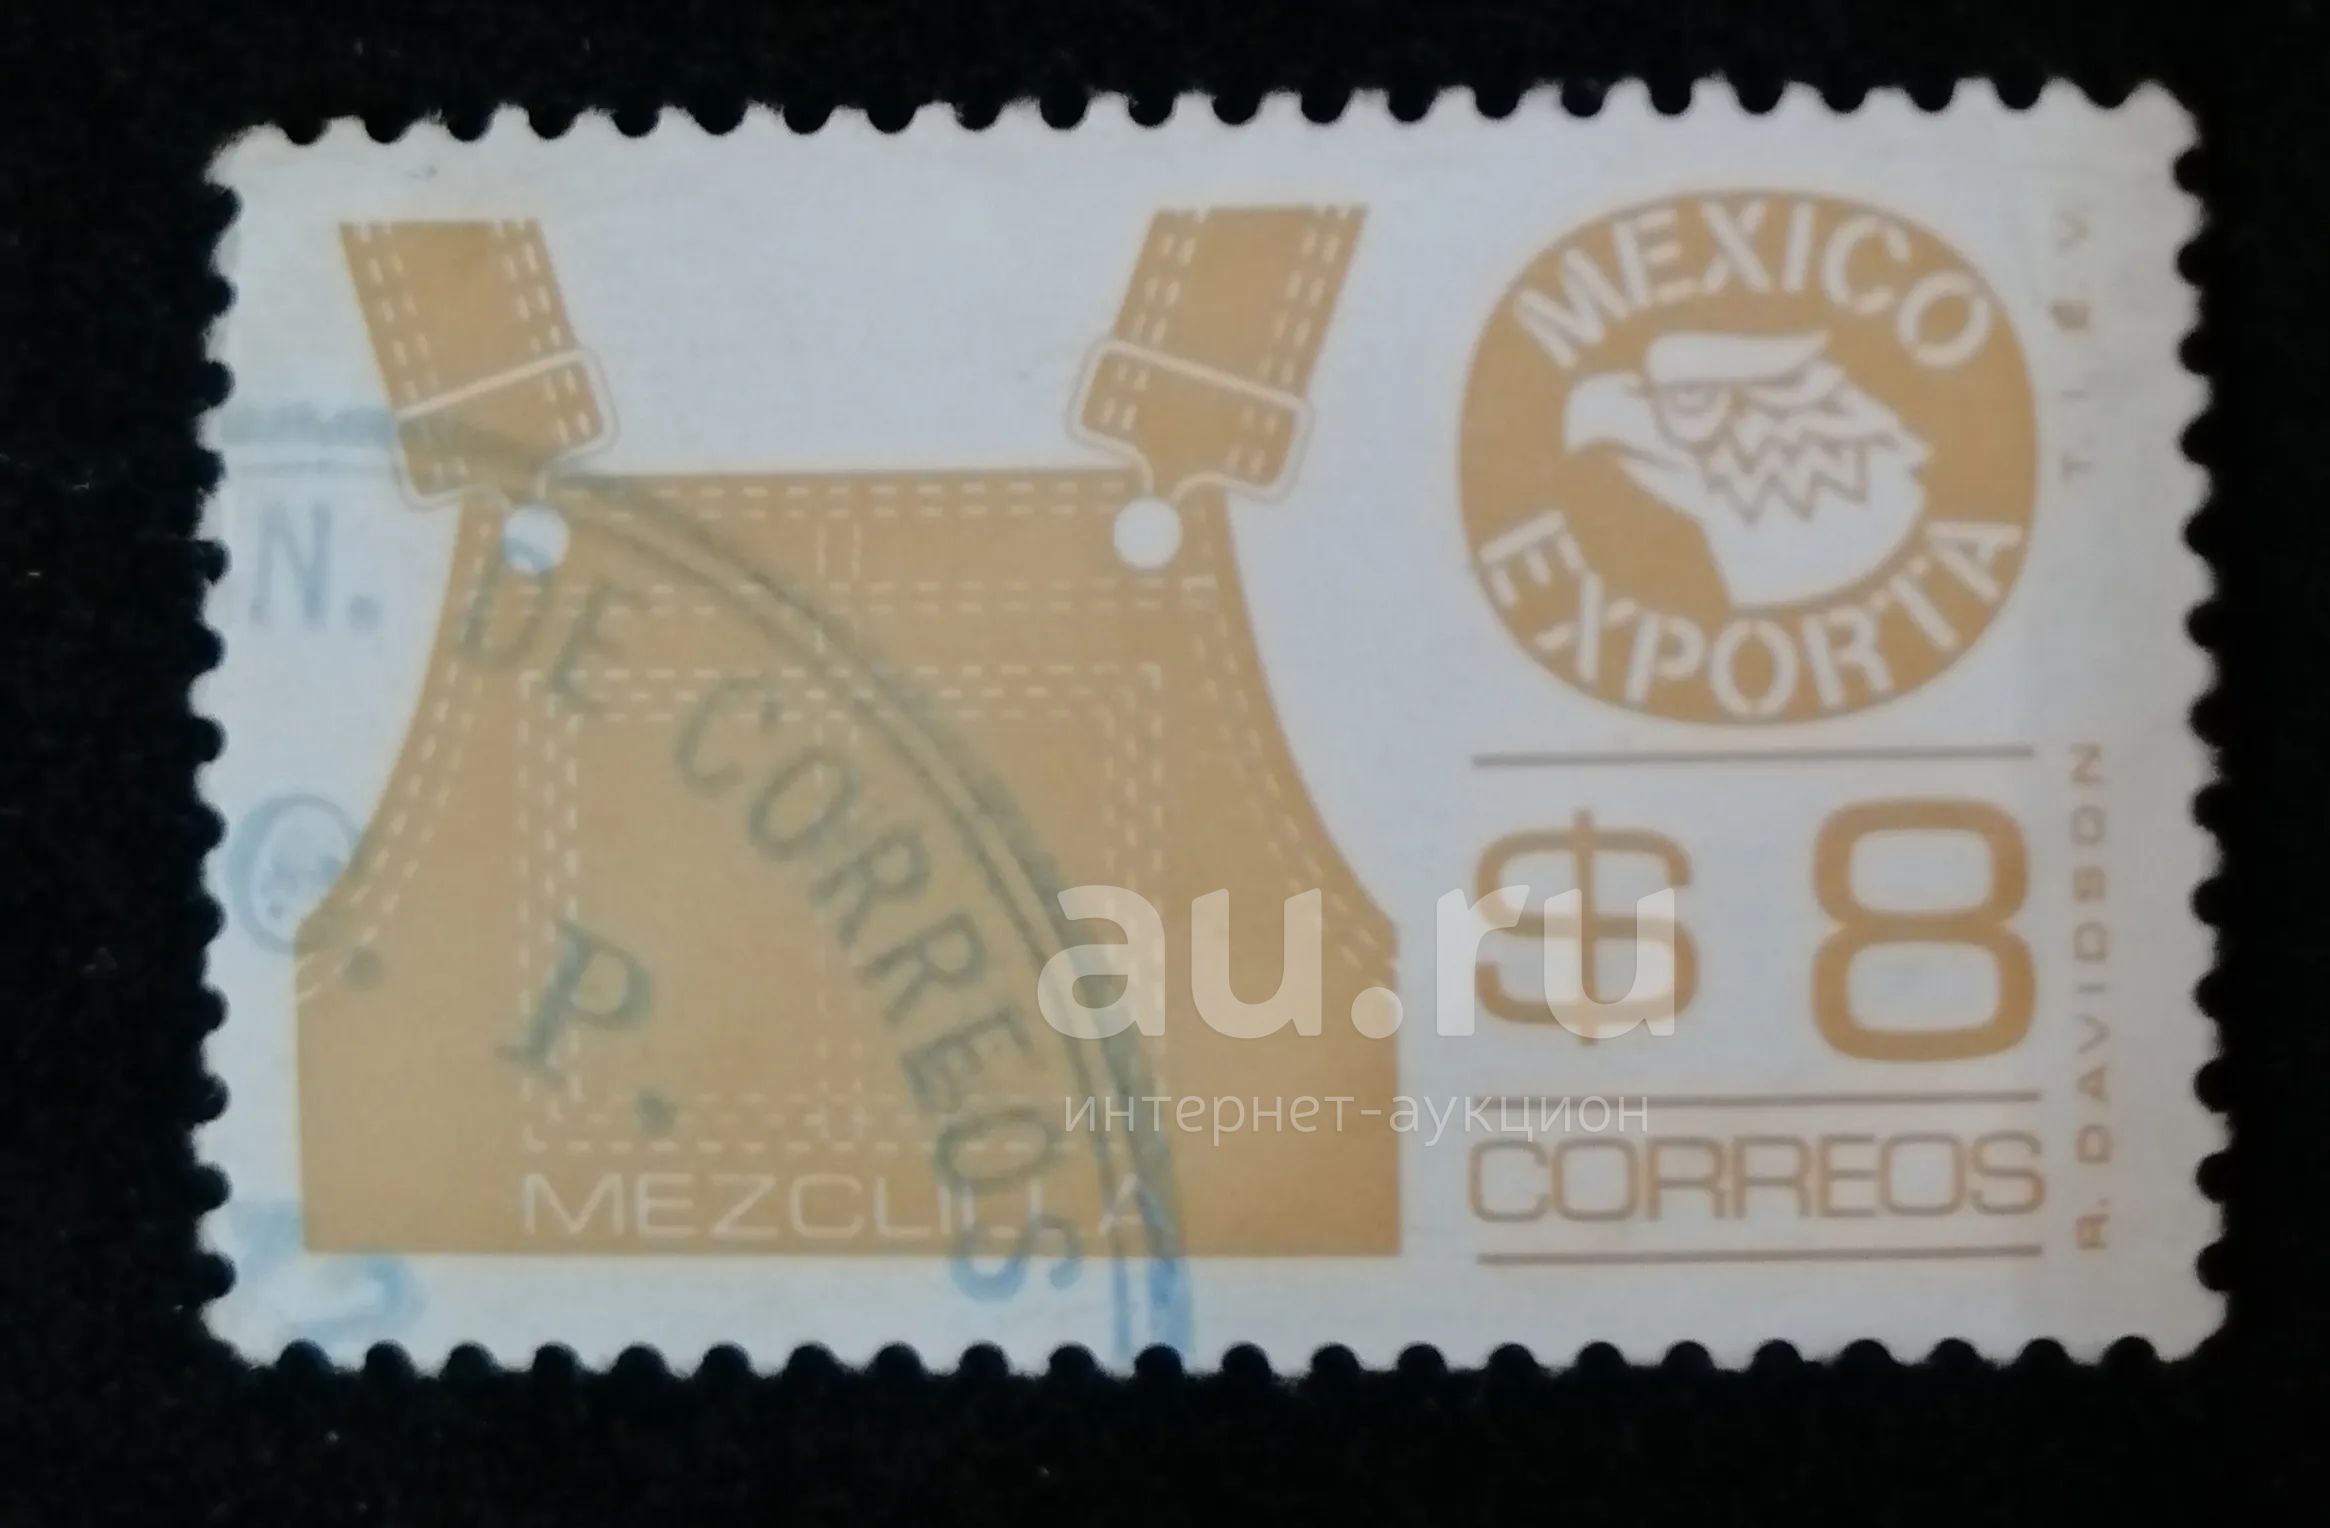 MEXICO
EXPORTA
$ 8
CORREOS
MEZCLILLA
T.I.E.V.
R. DAVIDSON
DE CORREOS
N.
P.
au.ru
интернет-аукцион